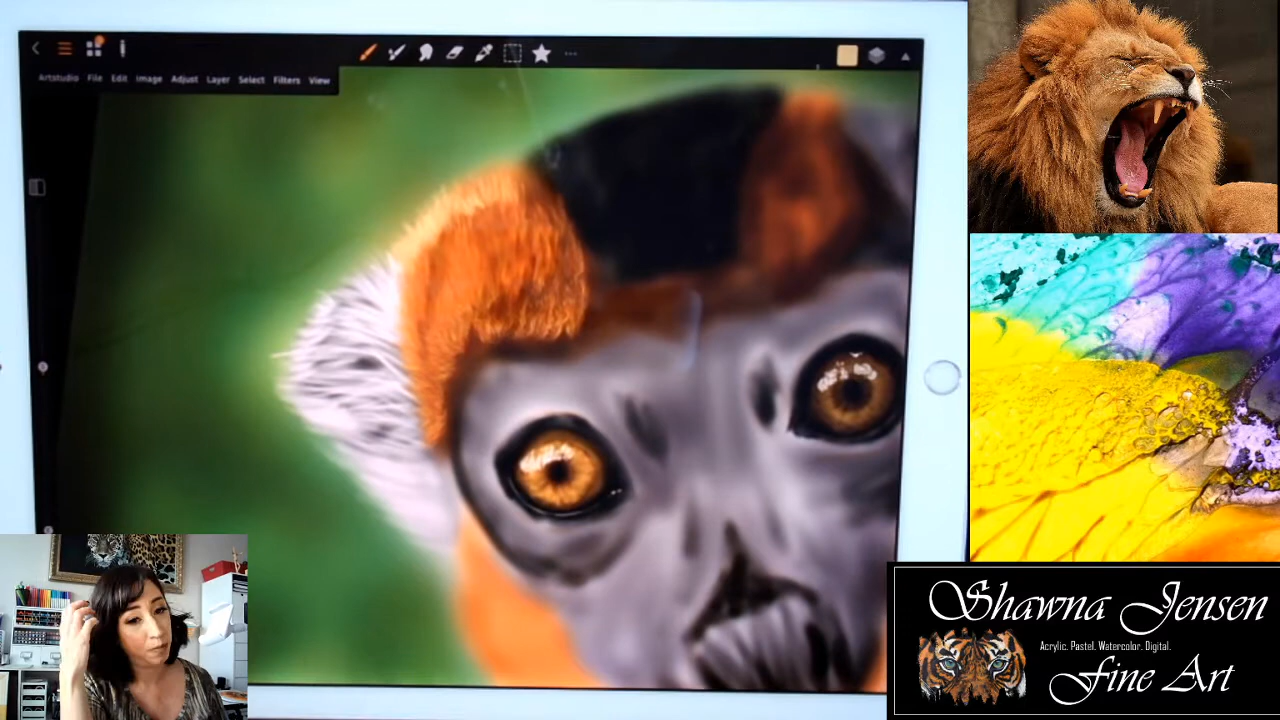 Artstudio File Edit Image Adjust Layer Select Filters View
Shawna Jensen
Acrylic. Pastel. Watercolor. Digital.
Fine Art